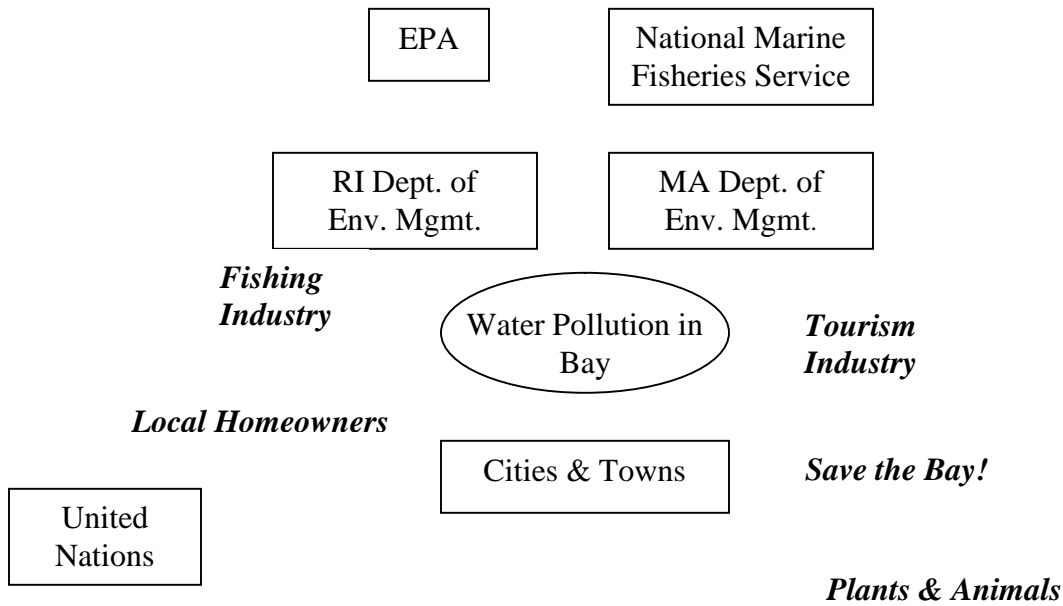 EPA
National Marine
Fisheries Service
RI Dept. of
Env. Mgmt.
MA Dept. of
Env. Mgmt.
Fishing
Industry
Water Pollution in
Bay
Tourism
Industry
Local Homeowners
Cities & Towns
Save the Bay!
United
Nations
Plants & Animals